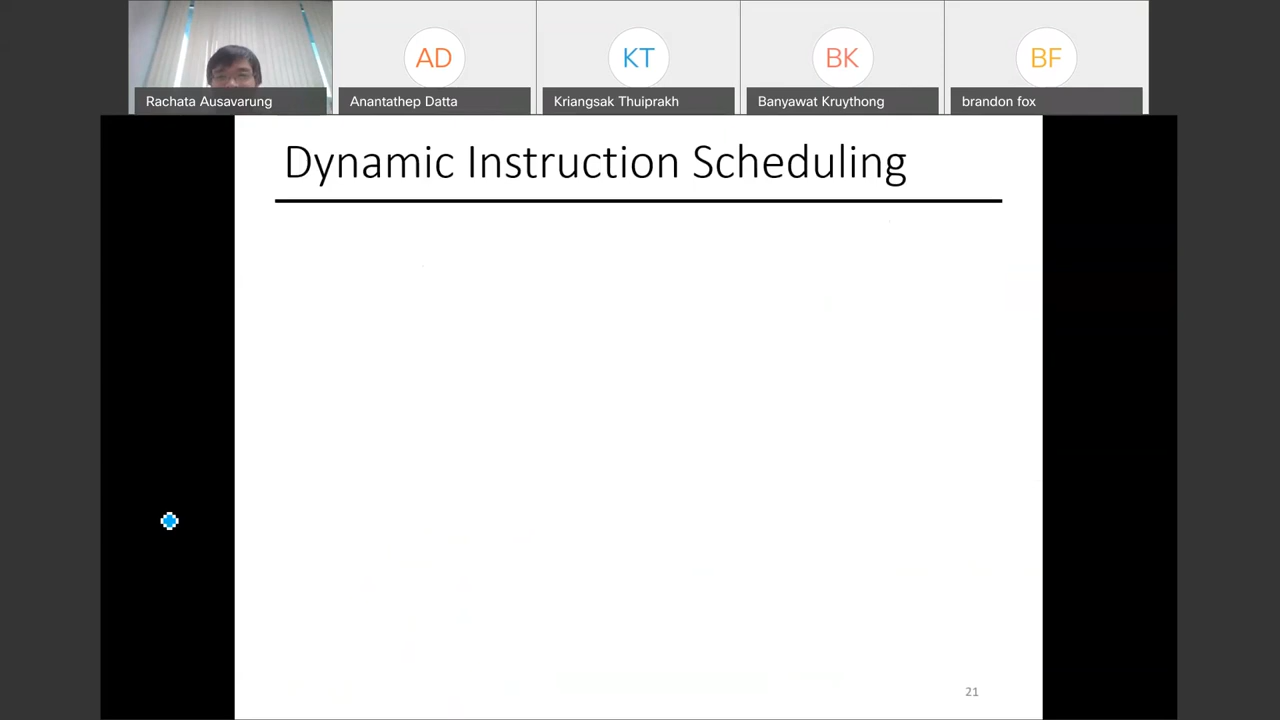 AD
KT
BK
BF
Rachata Ausavarung
Anantathep Datta
Kriangsak Thuiprakh
Banyawat Kruythong
brandon fox
Dynamic Instruction Scheduling
21